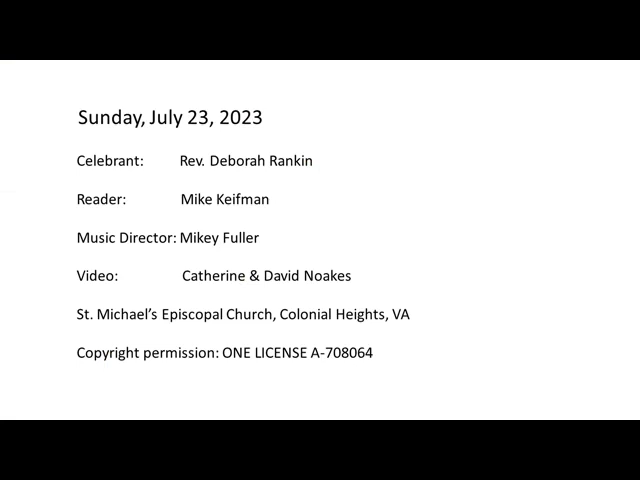 Sunday, July 23, 2023
Celebrant: Rev. Deborah Rankin
Reader: Mike Keifman
Music Director: Mikey Fuller
Video: Catherine & David Noakes
St. Michael’s Episcopal Church, Colonial Heights, VA
Copyright permission: ONE LICENSE A-708064